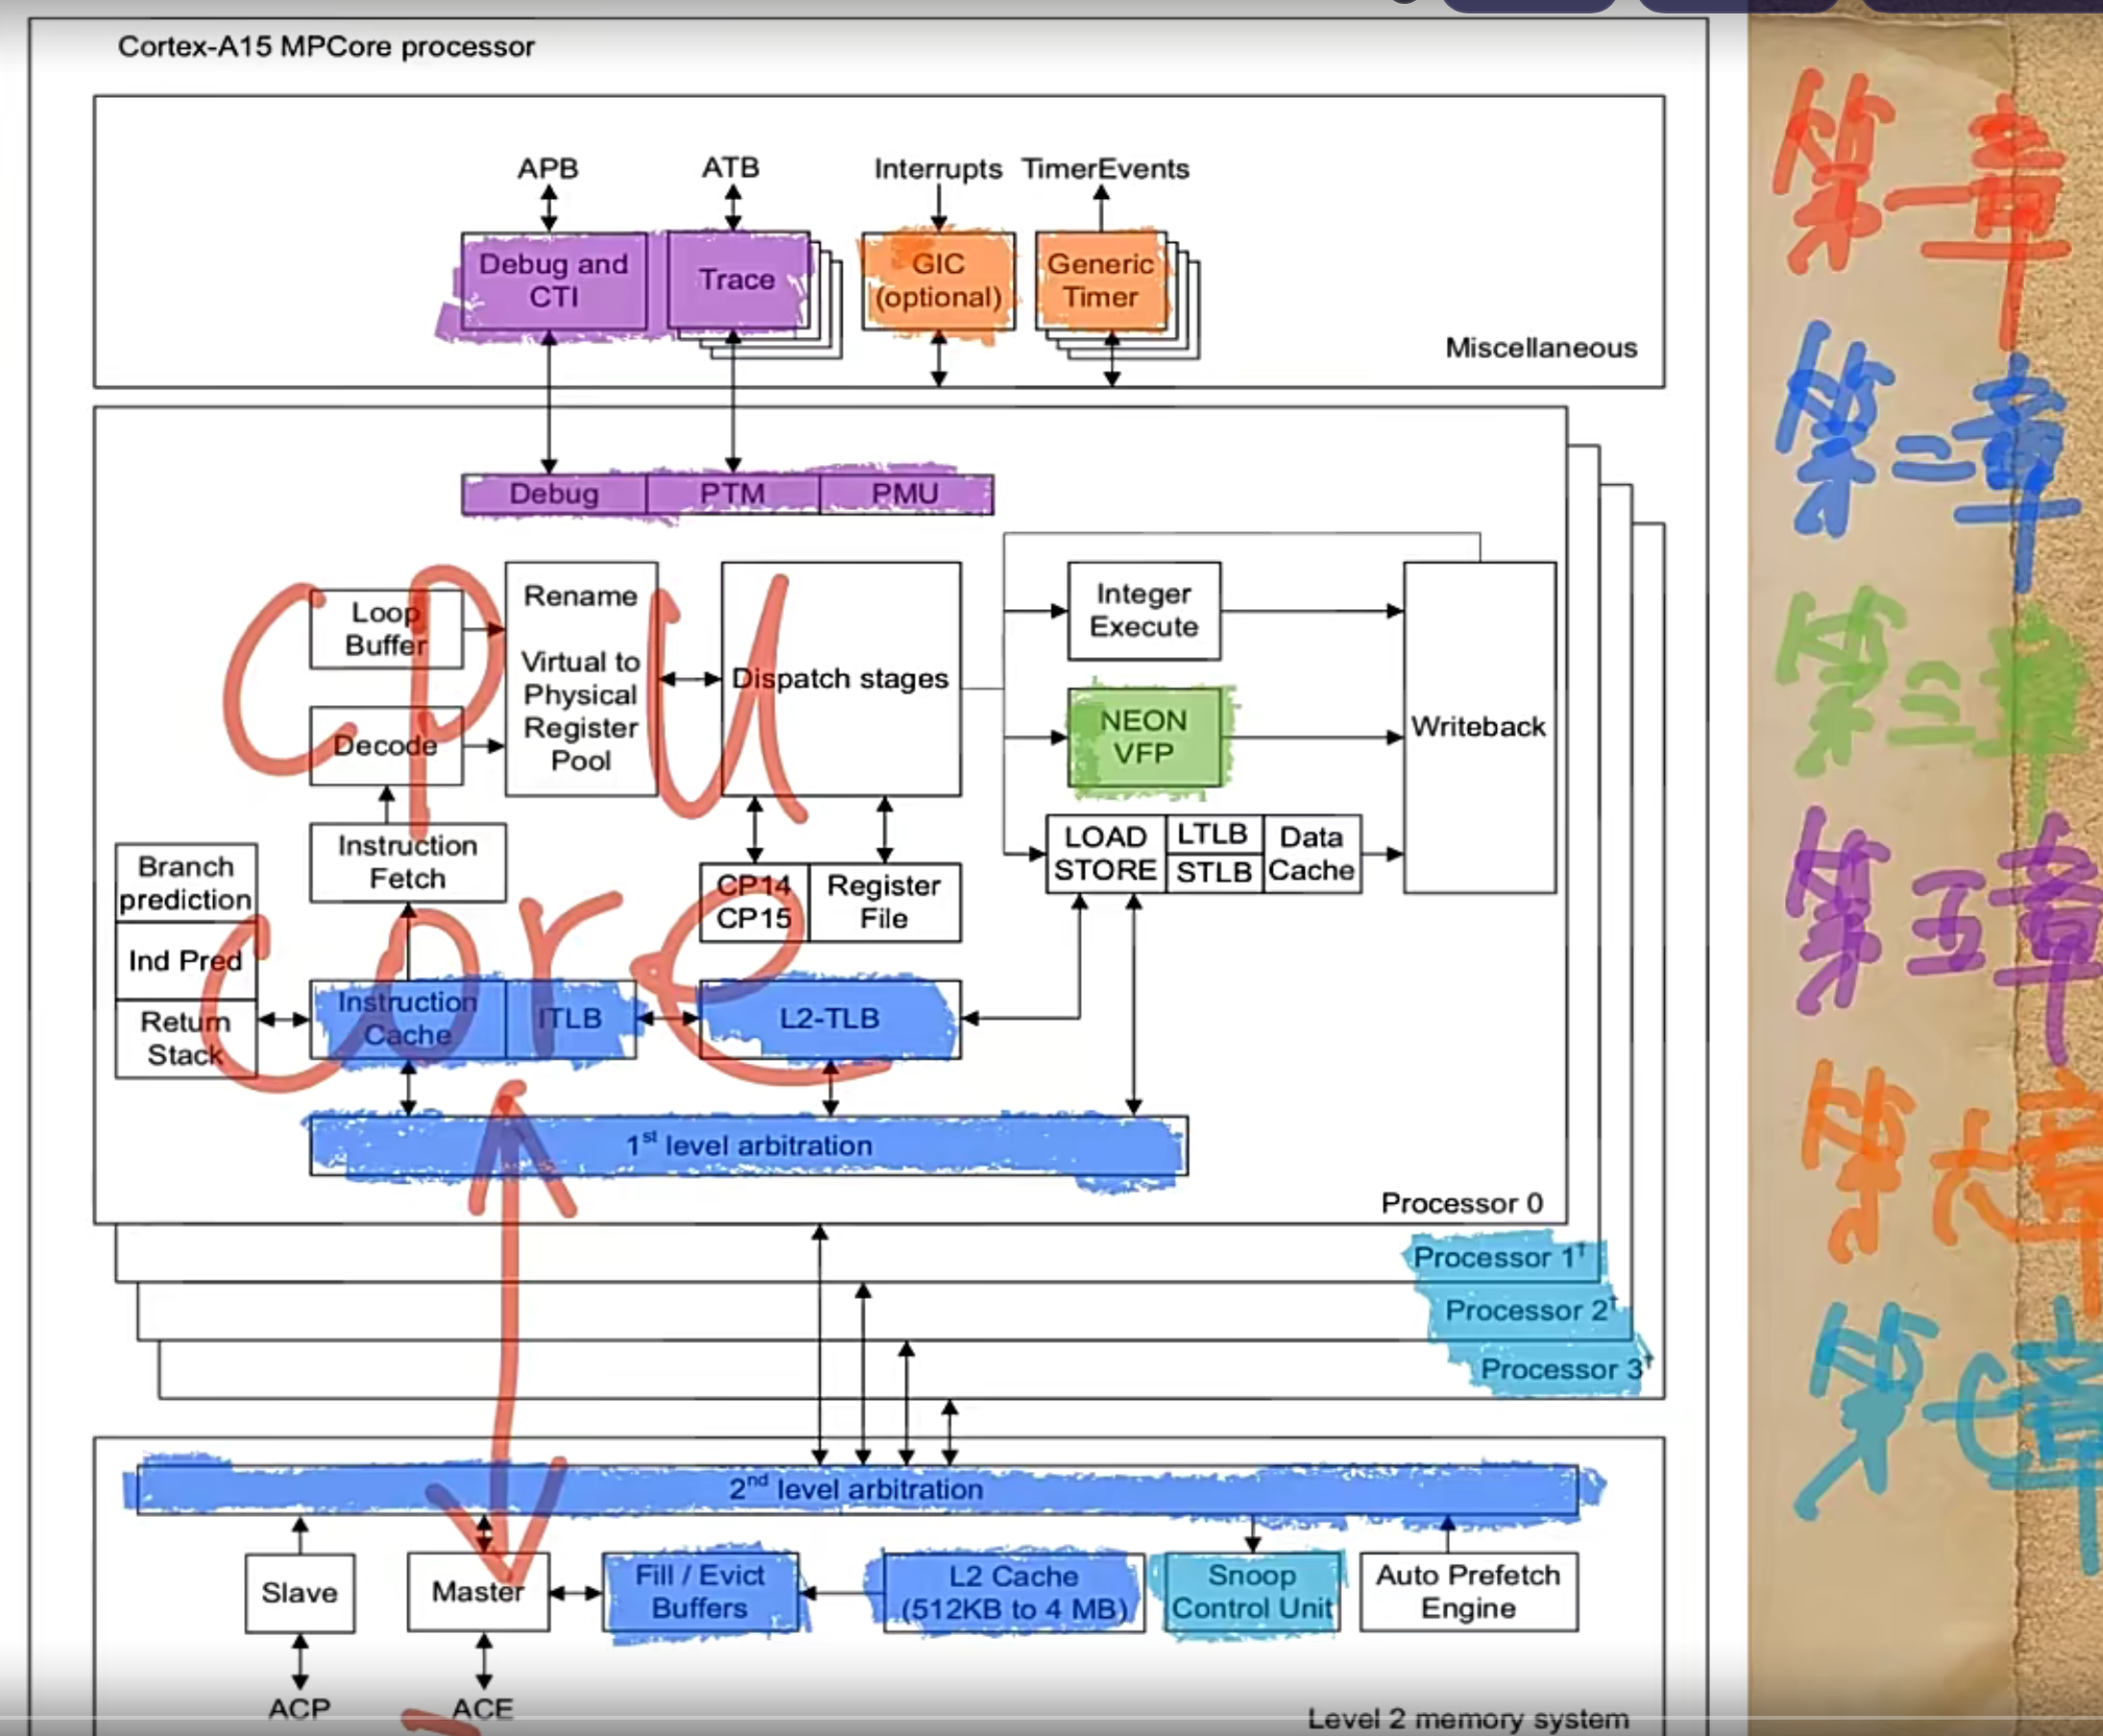 Cortex-A15 MPCore processor
APB
ATB
Interrupts
TimerEvents
Debug and
CTI
Trace
GIC
(optional)
Generic
Timer
Miscellaneous
Debug
PTM
PMU
Loop
Buffer
Decode
Rename
Virtual to
Physical
Register
Pool
Dispatch stages
Integer
Execute
NEON
VFP
Writeback
LOAD
STORE
LTLB
STLB
Data
Cache
Instruction
Fetch
Branch
prediction
Ind Pred
Return
Stack
CP14
CP15
Register
File
Instruction
Cache
ITLB
L2-TLB
1st level arbitration
Processor 0
Processor 1†
Processor 2†
Processor 3†
2nd level arbitration
Slave
Master
Fill / Evict
Buffers
L2 Cache
(512KB to 4 MB)
Snoop
Control Unit
Auto Prefetch
Engine
ACP
ACE
Level 2 memory system
CPU
Core
第一章
第二章
第三章
第五章
第六章
第七章